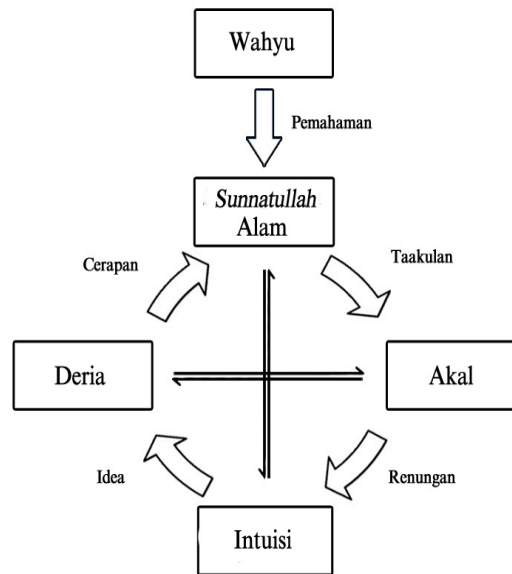 Wahyu
Pemahaman
Sunnatullah
Alam
Cerapan
Taakulan
Deria
Akal
Idea
Renungan
Intuisi